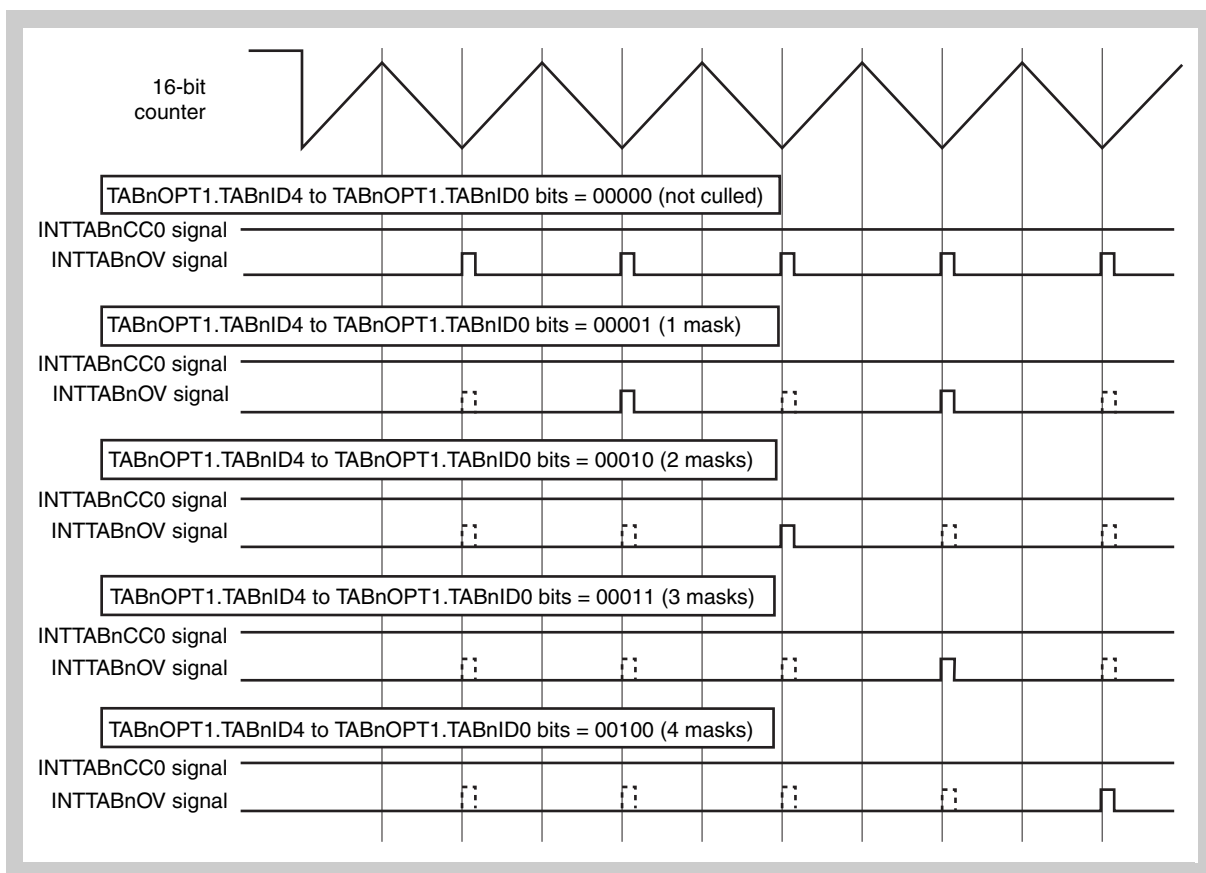 16-bit
counter
TABnOPT1.TABnID4 to TABnOPT1.TABnID0 bits = 00000 (not culled)
INTTABnCC0 signal
INTTABnOV signal
TABnOPT1.TABnID4 to TABnOPT1.TABnID0 bits = 00001 (1 mask)
INTTABnCC0 signal
INTTABnOV signal
TABnOPT1.TABnID4 to TABnOPT1.TABnID0 bits = 00010 (2 masks)
INTTABnCC0 signal
INTTABnOV signal
TABnOPT1.TABnID4 to TABnOPT1.TABnID0 bits = 00011 (3 masks)
INTTABnCC0 signal
INTTABnOV signal
TABnOPT1.TABnID4 to TABnOPT1.TABnID0 bits = 00100 (4 masks)
INTTABnCC0 signal
INTTABnOV signal